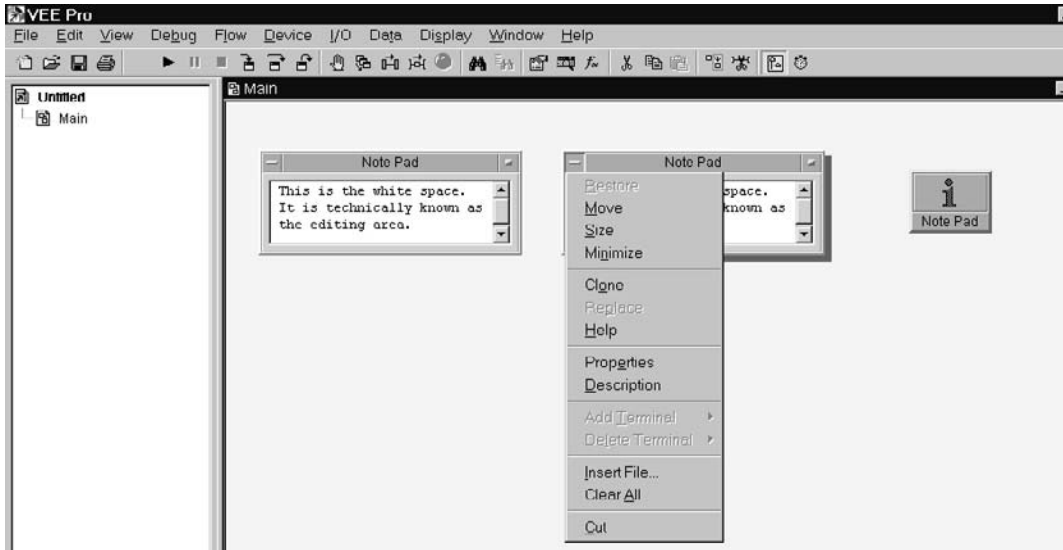 VEE Pro
File Edit View Debug Flow Device I/O Data Display Window Help
Untitled
Main
Main
Note Pad
This is the white space.
It is technically known as
the editing area.
Note Pad
space.
known as
Restore
Move
Size
Minimize
Clone
Replace
Help
Properties
Description
Add Terminal
Delete Terminal
Insert File...
Clear All
Cut
i
Note Pad